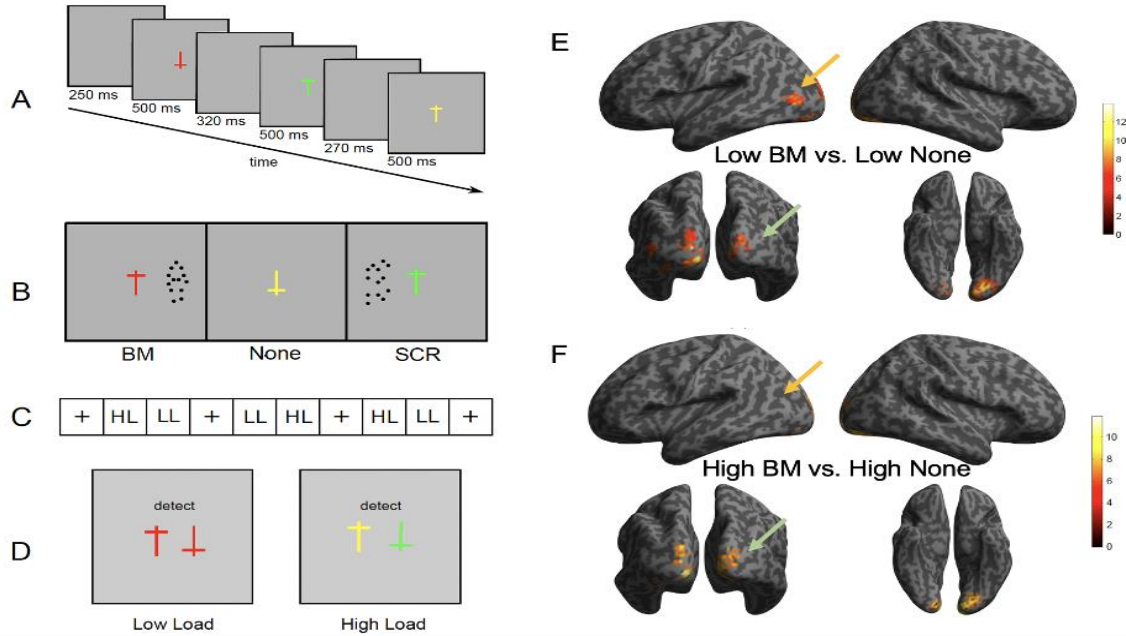 A
250 ms
500 ms
320 ms
500 ms
270 ms
500 ms
time
B
BM
None
SCR
C
+ HL LL + LL HL + HL LL +
D
detect
Low Load
detect
High Load
E
Low BM vs. Low None
12
10
8
6
4
2
0
F
High BM vs. High None
10
8
6
4
2
0